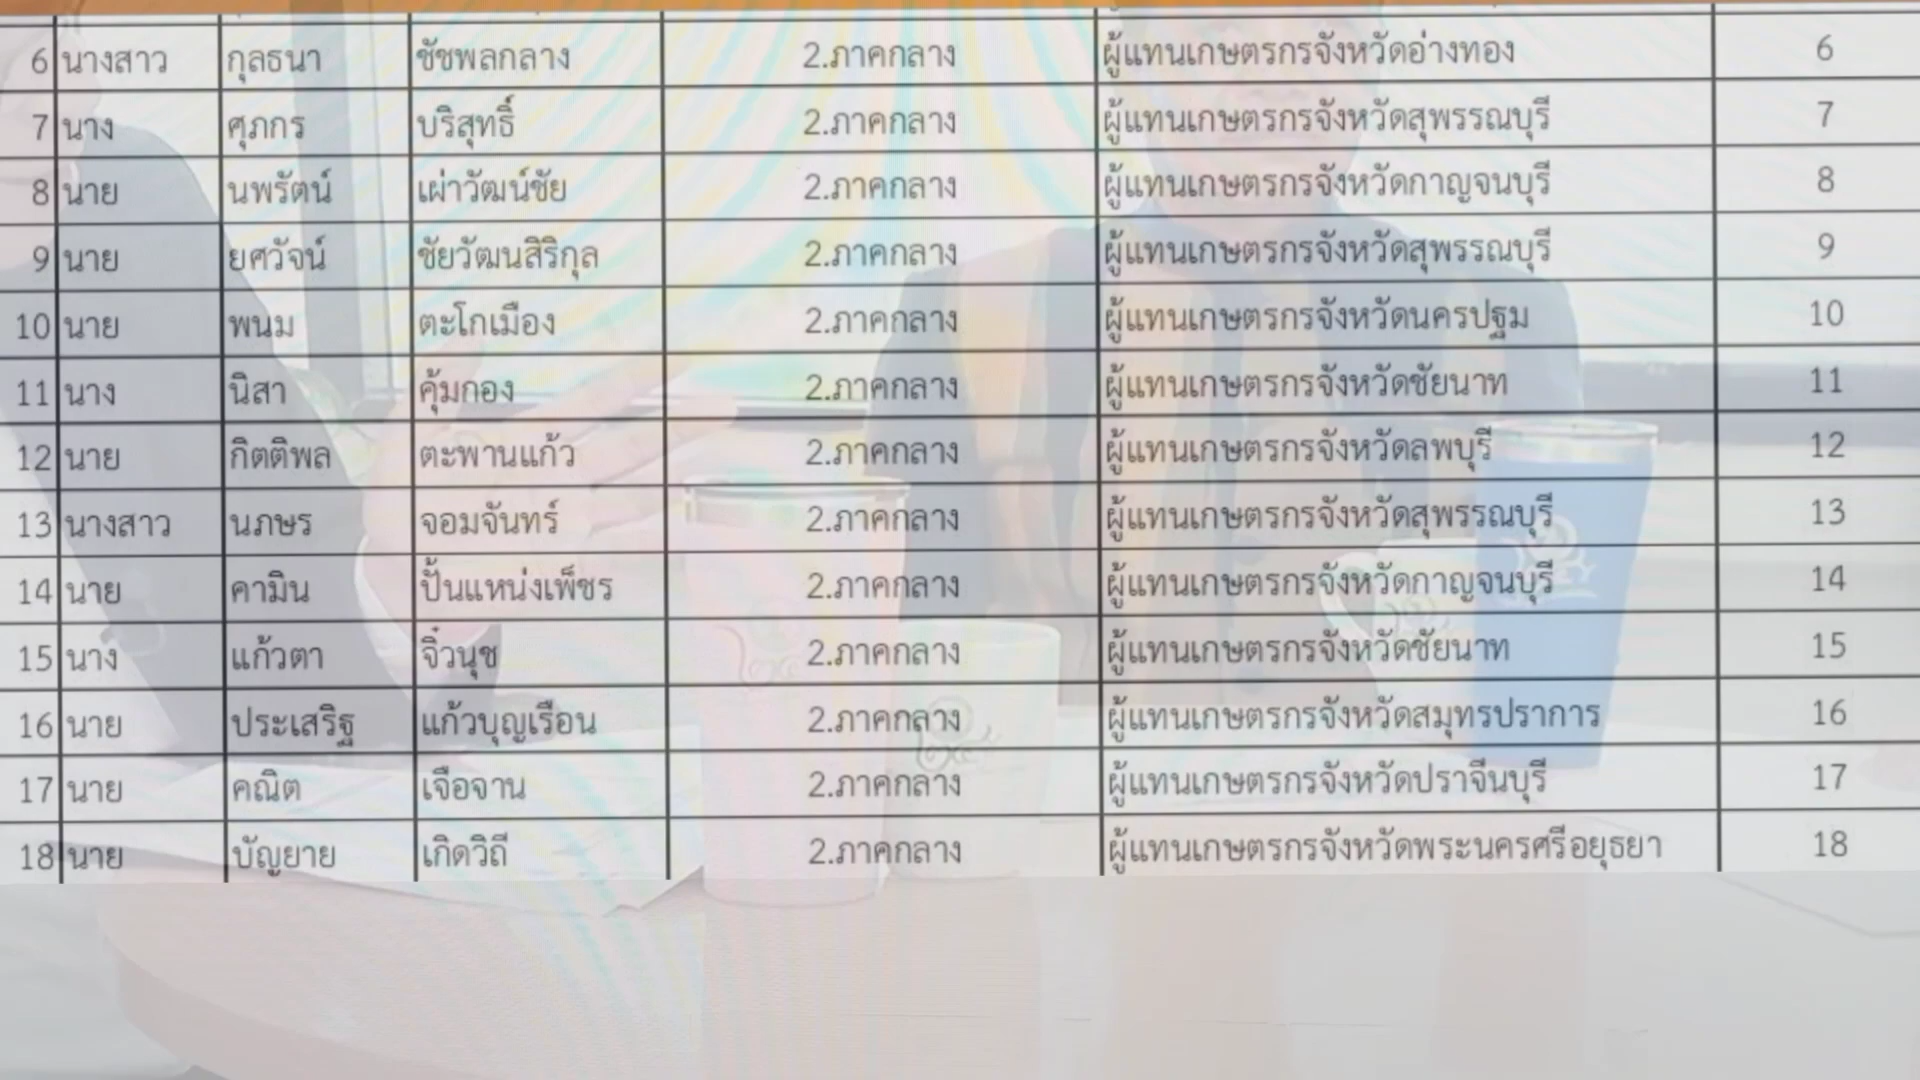 6 นางสาว กุลธนา ชัชพลกลาง 2.ภาคกลาง ผู้แทนเกษตรกรจังหวัดอ่างทอง 6
7 นาง ศุภกร บริสุทธิ์ 2.ภาคกลาง ผู้แทนเกษตรกรจังหวัดสุพรรณบุรี 7
8 นาย นพรัตน์ เผ่าวัฒน์ชัย 2.ภาคกลาง ผู้แทนเกษตรกรจังหวัดกาญจนบุรี 8
9 นาย ยศวัจน์ ชัยวัฒนสิริกุล 2.ภาคกลาง ผู้แทนเกษตรกรจังหวัดสุพรรณบุรี 9
10 นาย พนม ตะโกเมือง 2.ภาคกลาง ผู้แทนเกษตรกรจังหวัดนครปฐม 10
11 นาง นิสา คุ้มกอง 2.ภาคกลาง ผู้แทนเกษตรกรจังหวัดชัยนาท 11
12 นาย กิตติพล ตะพานแก้ว 2.ภาคกลาง ผู้แทนเกษตรกรจังหวัดลพบุรี 12
13 นางสาว นภษร จอมจันทร์ 2.ภาคกลาง ผู้แทนเกษตรกรจังหวัดสุพรรณบุรี 13
14 นาย คามิน ปั้นแหน่งเพ็ชร 2.ภาคกลาง ผู้แทนเกษตรกรจังหวัดกาญจนบุรี 14
15 นาง แก้วตา จิ๋วนุช 2.ภาคกลาง ผู้แทนเกษตรกรจังหวัดชัยนาท 15
16 นาย ประเสริฐ แก้วบุญเรือน 2.ภาคกลาง ผู้แทนเกษตรกรจังหวัดสมุทรปราการ 16
17 นาย คณิต เจือจาน 2.ภาคกลาง ผู้แทนเกษตรกรจังหวัดปราจีนบุรี 17
18 นาย บัญยาย เกิดวิถี 2.ภาคกลาง ผู้แทนเกษตรกรจังหวัดพระนครศรีอยุธยา 18